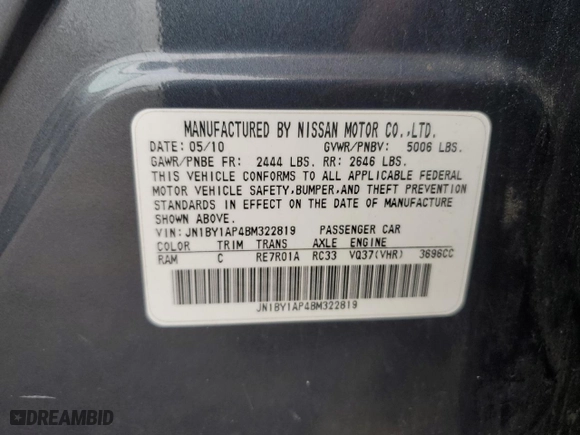 MANUFACTURED BY NISSAN MOTOR CO.,LTD.
DATE: 05/10 GVWR/PNBV: 5006 LBS.
GAWR/PNBE FR: 2444 LBS. RR: 2646 LBS.
THIS VEHICLE CONFORMS TO ALL APPLICABLE FEDERAL
MOTOR VEHICLE SAFETY,BUMPER,AND THEFT PREVENTION
STANDARDS IN EFFECT ON THE DATE OF MANUFACTURE
SHOWN ABOVE.
VIN: JN1BY1AP4BM322819 PASSENGER CAR
COLOR TRIM TRANS AXLE ENGINE
RAM C RE7R01A RC33 VQ37(VHR) 3696CC
JN1BY1AP4BM322819
DREAMBID